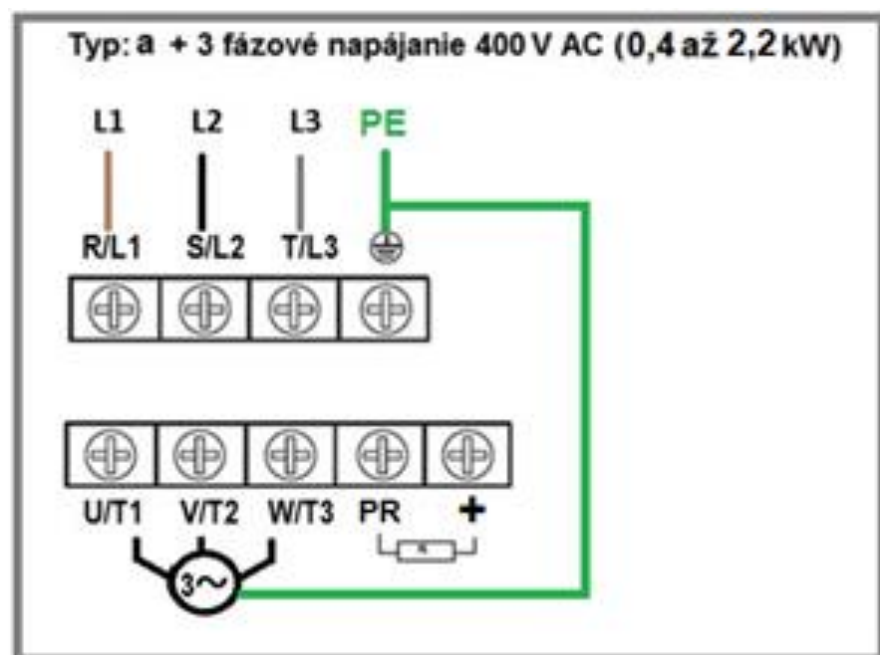 Typ: a + 3 fázové napájanie 400 V AC (0,4 až 2,2 kW)
L1 L2 L3 PE
R/L1 S/L2 T/L3
U/T1 V/T2 W/T3 PR +
3~